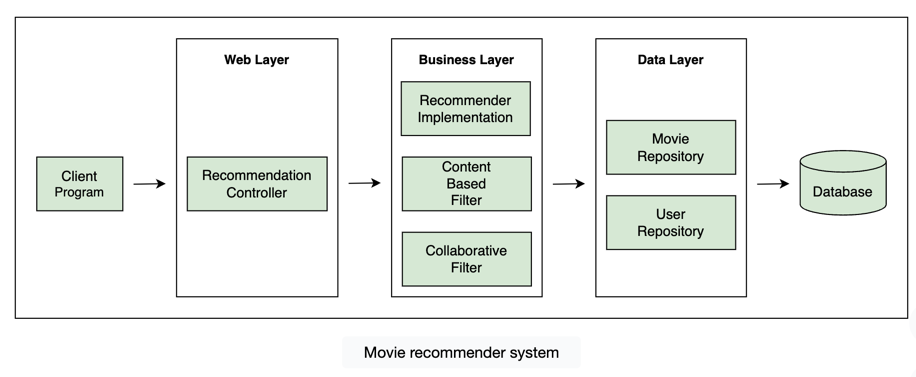 Web Layer
Business Layer
Data Layer
Client
Program
Recommendation
Controller
Recommender
Implementation
Content
Based
Filter
Collaborative
Filter
Movie
Repository
User
Repository
Database
Movie recommender system